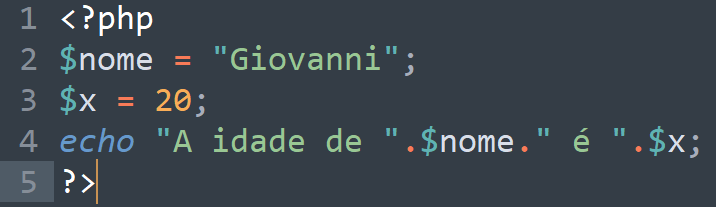 1 <?php
2 $nome = "Giovanni";
3 $x = 20;
4 echo "A idade de ".$nome." é ".$x;
5 ?>